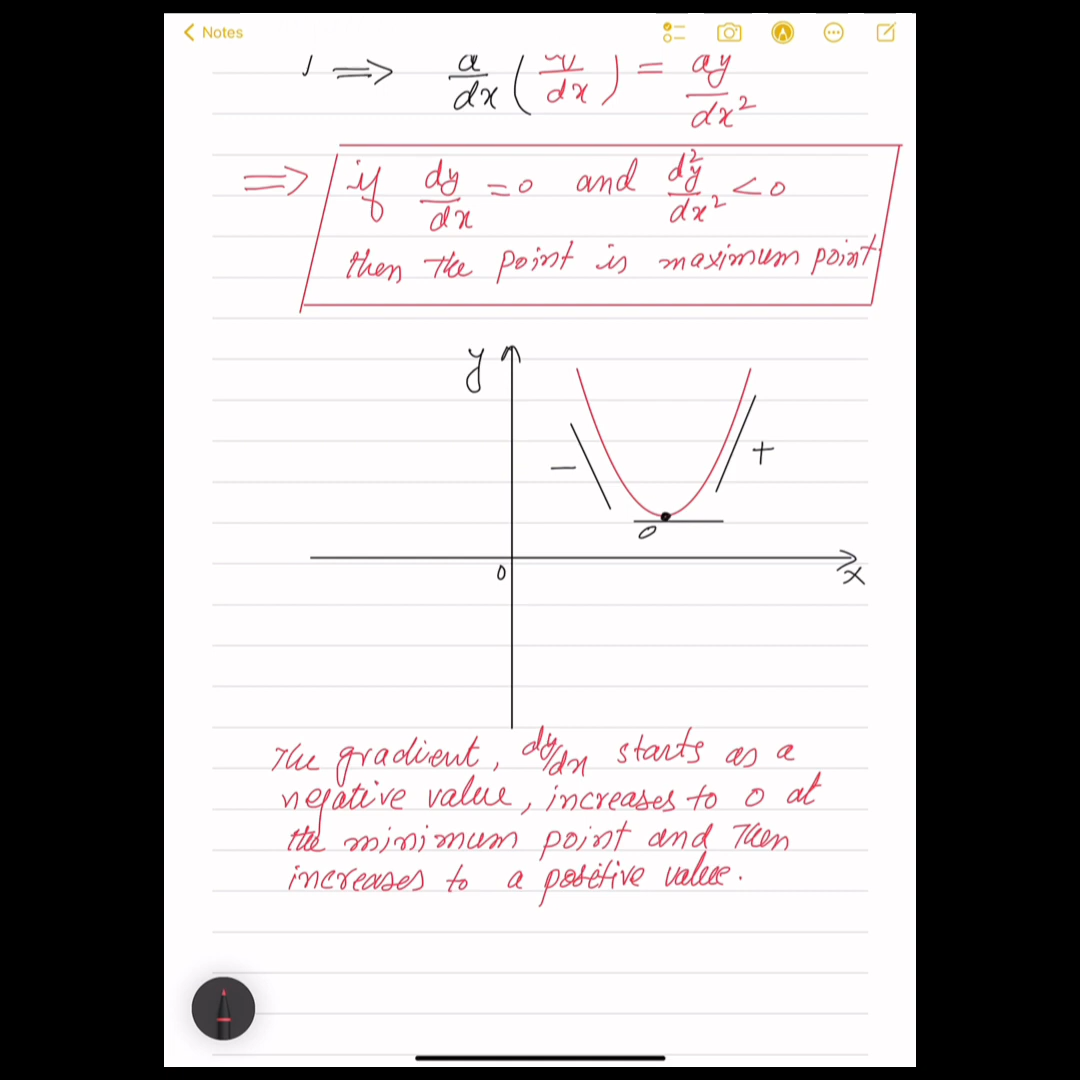 Notes
⇒ d/dx ( dy/dx ) = d²y/dx²
⇒ if dy/dx = 0 and d²y/dx² < 0
then the point is maximum point
y
− +
0
0
x
The gradient, dy/dx starts as a
negative value, increases to 0 at
the minimum point and then
increases to a positive value.